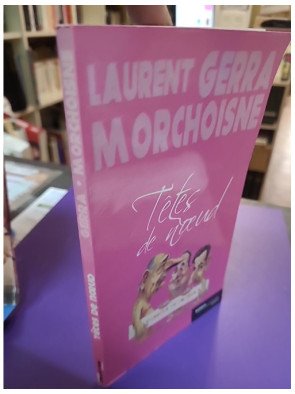 LAURENT GERRA
MORCHOISNE
Têtes
de nœud
TÊTES DE NŒUD GERRA - MORCHOISNE